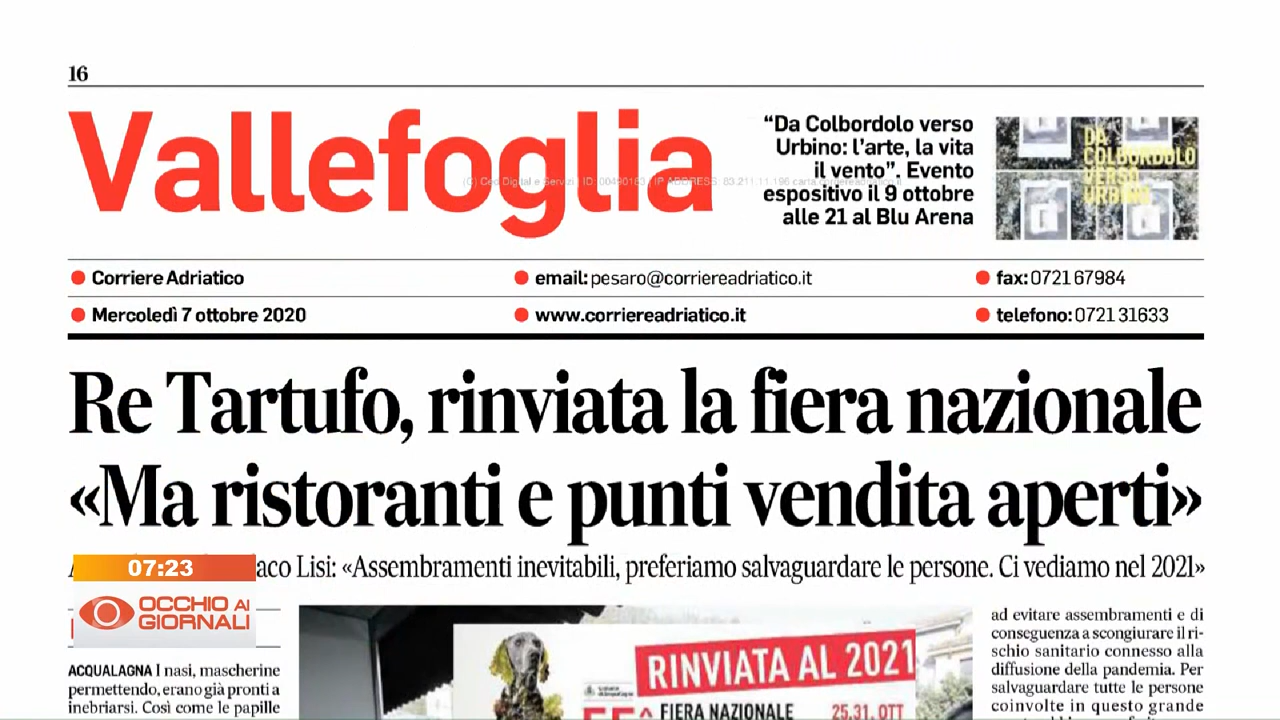 16
Vallefoglia
“Da Colbordolo verso
Urbino: l’arte, la vita
il vento”. Evento
espositivo il 9 ottobre
alle 21 al Blu Arena
DA
COLBORDOLO
VERSO
URBINO
Corriere Adriatico
email: pesaro@corriereadriatico.it
fax: 0721 67984
Mercoledì 7 ottobre 2020
www.corriereadriatico.it
telefono: 0721 31633
Re Tartufo, rinviata la fiera nazionale
«Ma ristoranti e punti vendita aperti»
aco Lisi: «Assembramenti inevitabili, preferiamo salvaguardare le persone. Ci vediamo nel 2021»
07:23
OCCHIO AI
GIORNALI
ACQUALAGNA I nasi, mascherine
permettendo, erano già pronti a
inebriarsi. Così come le papille
RINVIATA AL 2021
55ª FIERA NAZIONALE
25.31. OTT
ad evitare assembramenti e di
conseguenza a scongiurare il ri-
schio sanitario connesso alla
diffusione della pandemia. Per
salvaguardare tutte le persone
coinvolte in questo grande